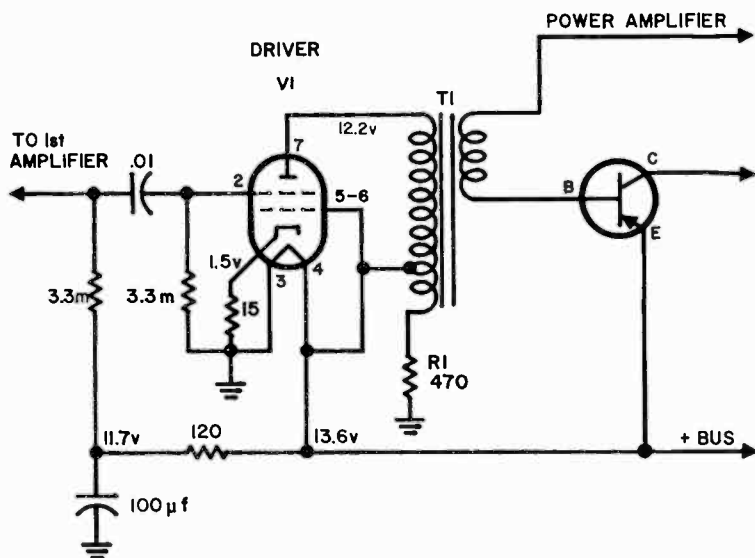 POWER AMPLIFIER
DRIVER
V1
T1
TO 1st
AMPLIFIER
.01
12.2v
7
2
5-6
B
C
E
1.5v
3
4
3.3m
3.3m
15
R1
470
11.7v
120
13.6v
+ BUS
100 µf